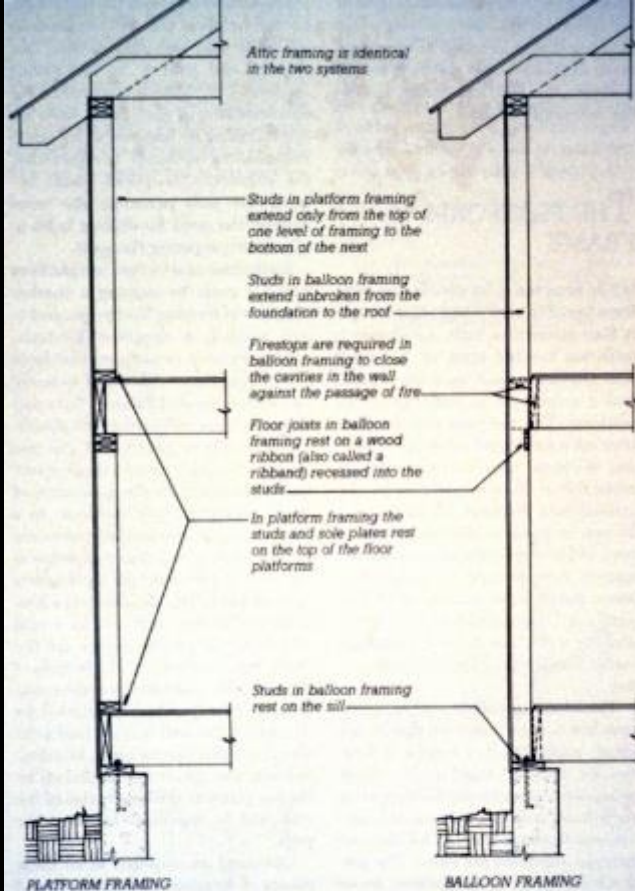 Attic framing is identical
in the two systems
THE
FRAME
Studs in platform framing
extend only from the top of
one level of framing to the
bottom of the next
Studs in balloon framing
extend unbroken from the
foundation to the roof
Firestops are required in
balloon framing to close
the cavities in the wall
against the passage of fire
Floor joists in balloon
framing rest on a wood
ribbon (also called a
ribband) recessed into the
studs
In platform framing the
studs and sole plates rest
on the top of the floor
platforms
Studs in balloon framing
rest on the sill
PLATFORM FRAMING
BALLOON FRAMING